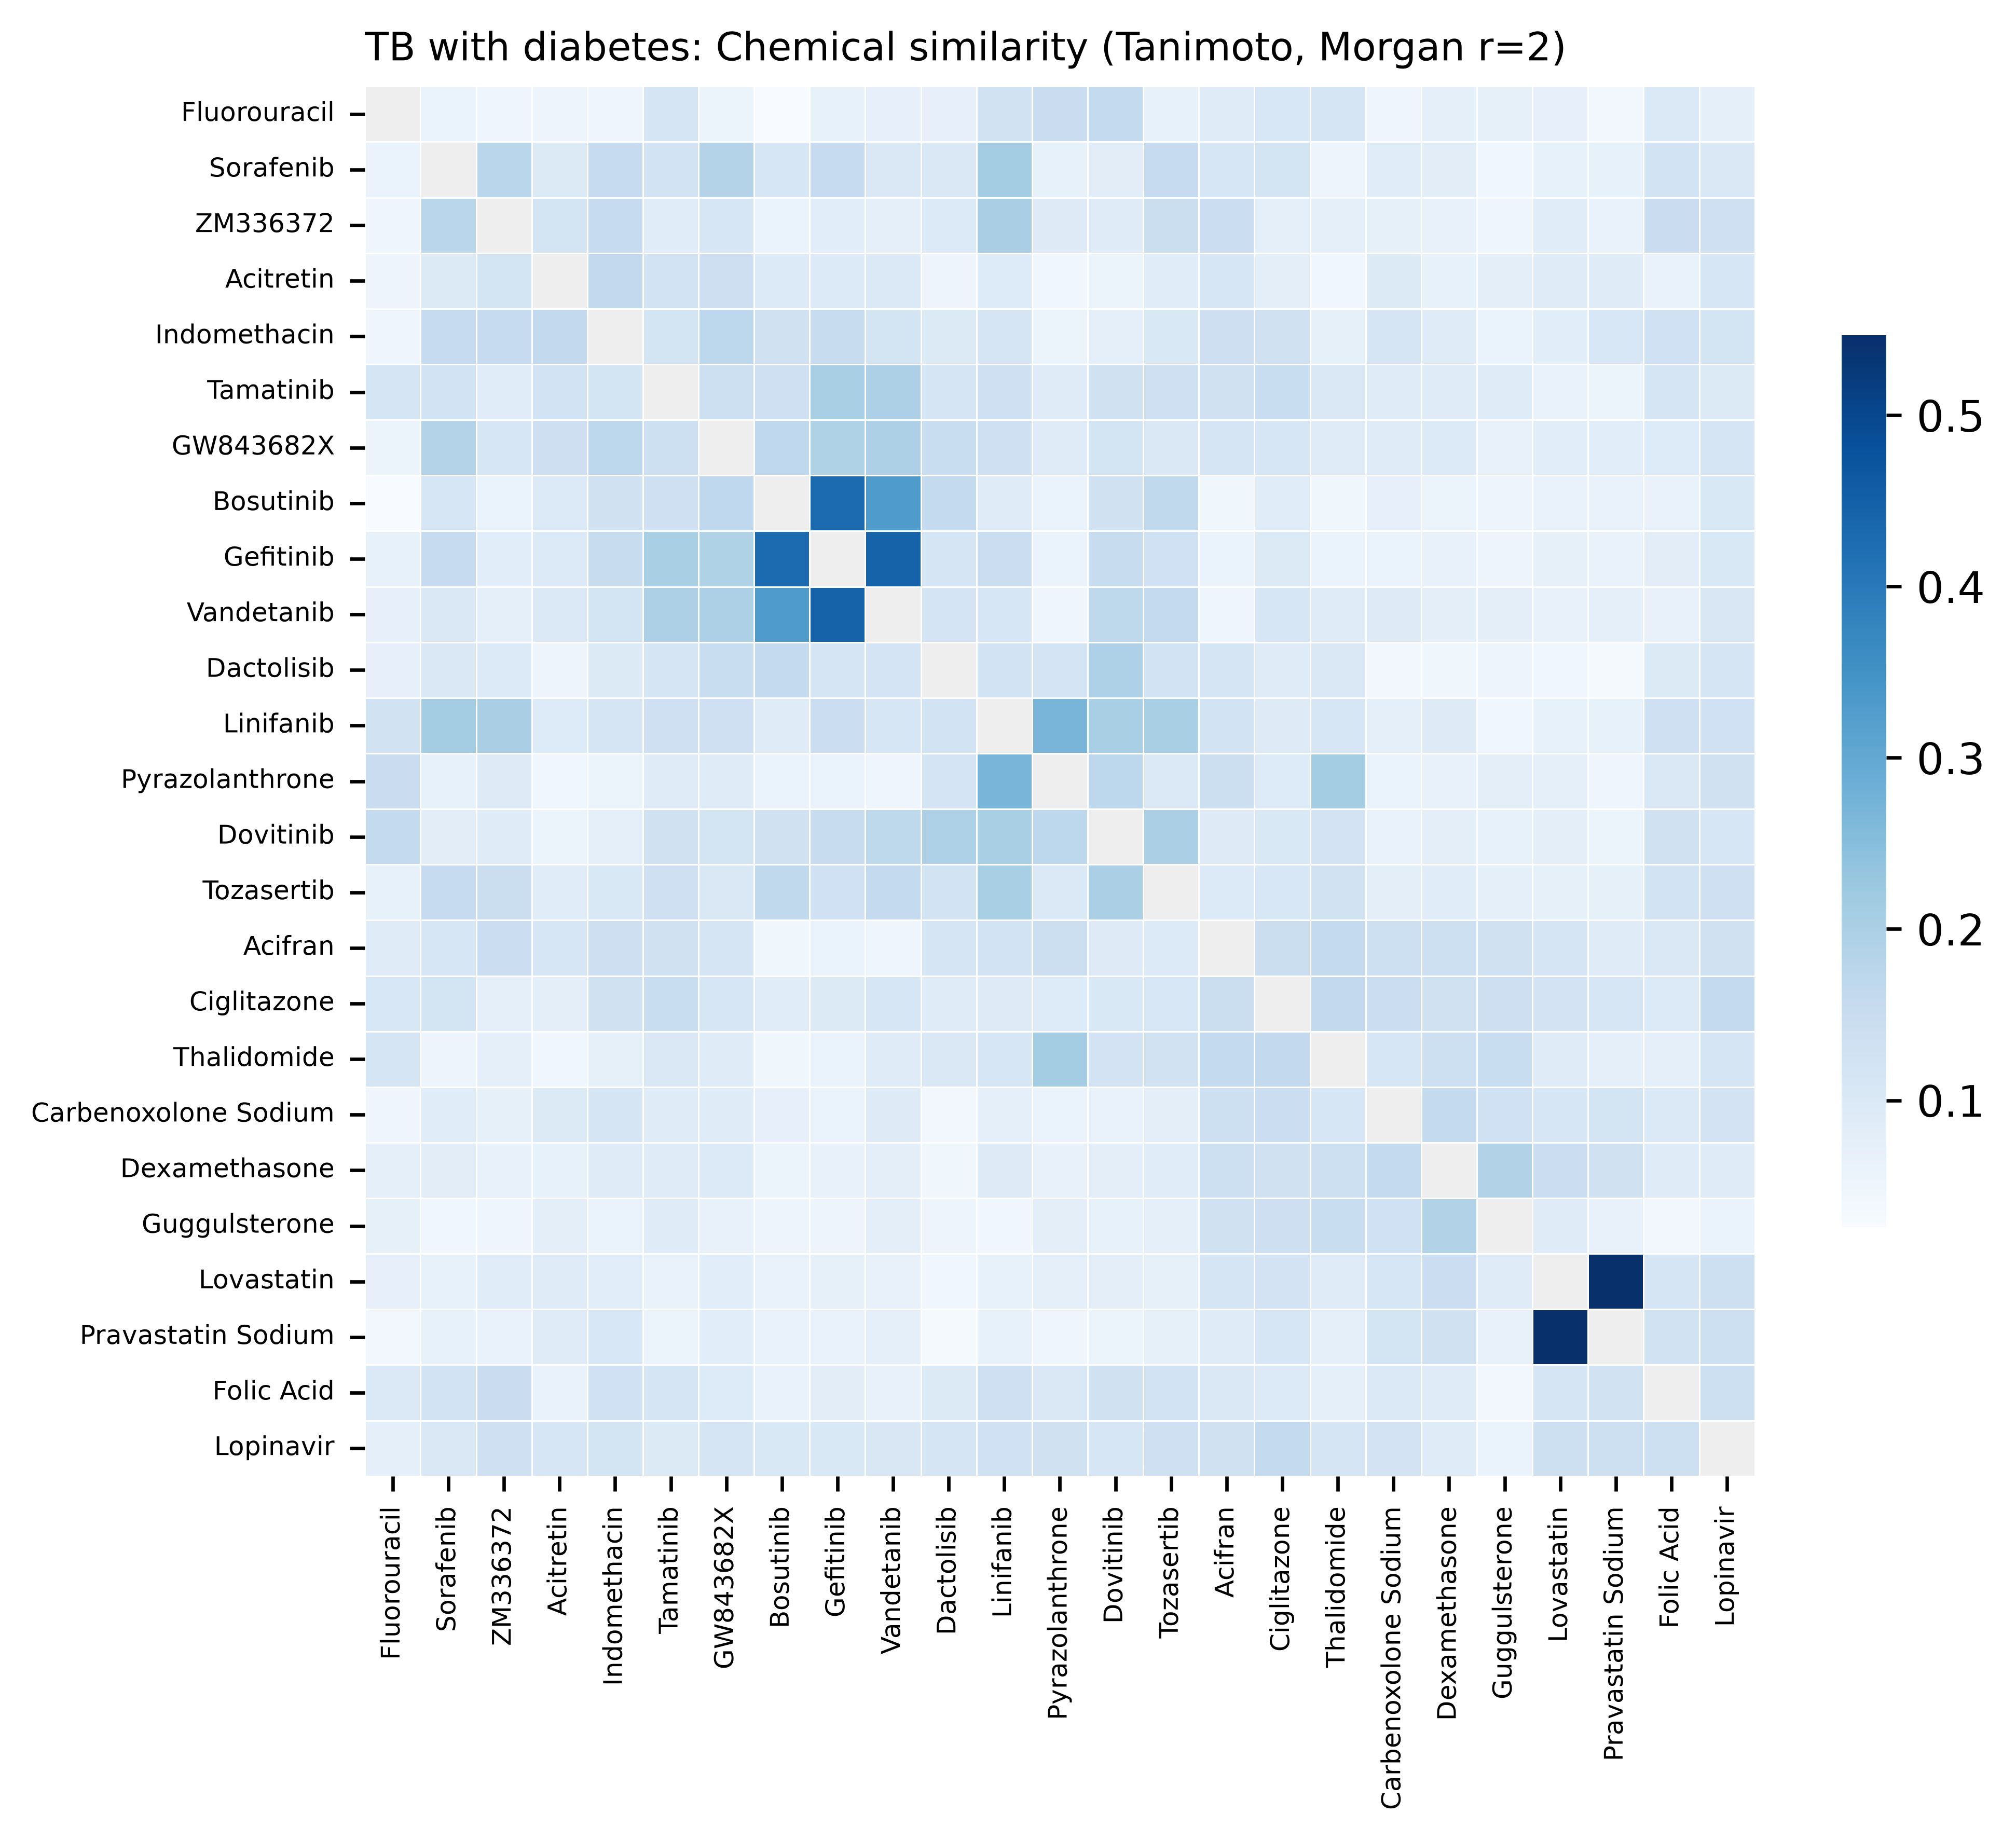 TB with diabetes: Chemical similarity (Tanimoto, Morgan r=2)
Fluorouracil
Sorafenib
ZM336372
Acitretin
Indomethacin
Tamatinib
GW843682X
Bosutinib
Gefitinib
Vandetanib
Dactolisib
Linifanib
Pyrazolanthrone
Dovitinib
Tozasertib
Acifran
Ciglitazone
Thalidomide
Carbenoxolone Sodium
Dexamethasone
Guggulsterone
Lovastatin
Pravastatin Sodium
Folic Acid
Lopinavir
Fluorouracil
Sorafenib
ZM336372
Acitretin
Indomethacin
Tamatinib
GW843682X
Bosutinib
Gefitinib
Vandetanib
Dactolisib
Linifanib
Pyrazolanthrone
Dovitinib
Tozasertib
Acifran
Ciglitazone
Thalidomide
Carbenoxolone Sodium
Dexamethasone
Guggulsterone
Lovastatin
Pravastatin Sodium
Folic Acid
Lopinavir
0.5
0.4
0.3
0.2
0.1